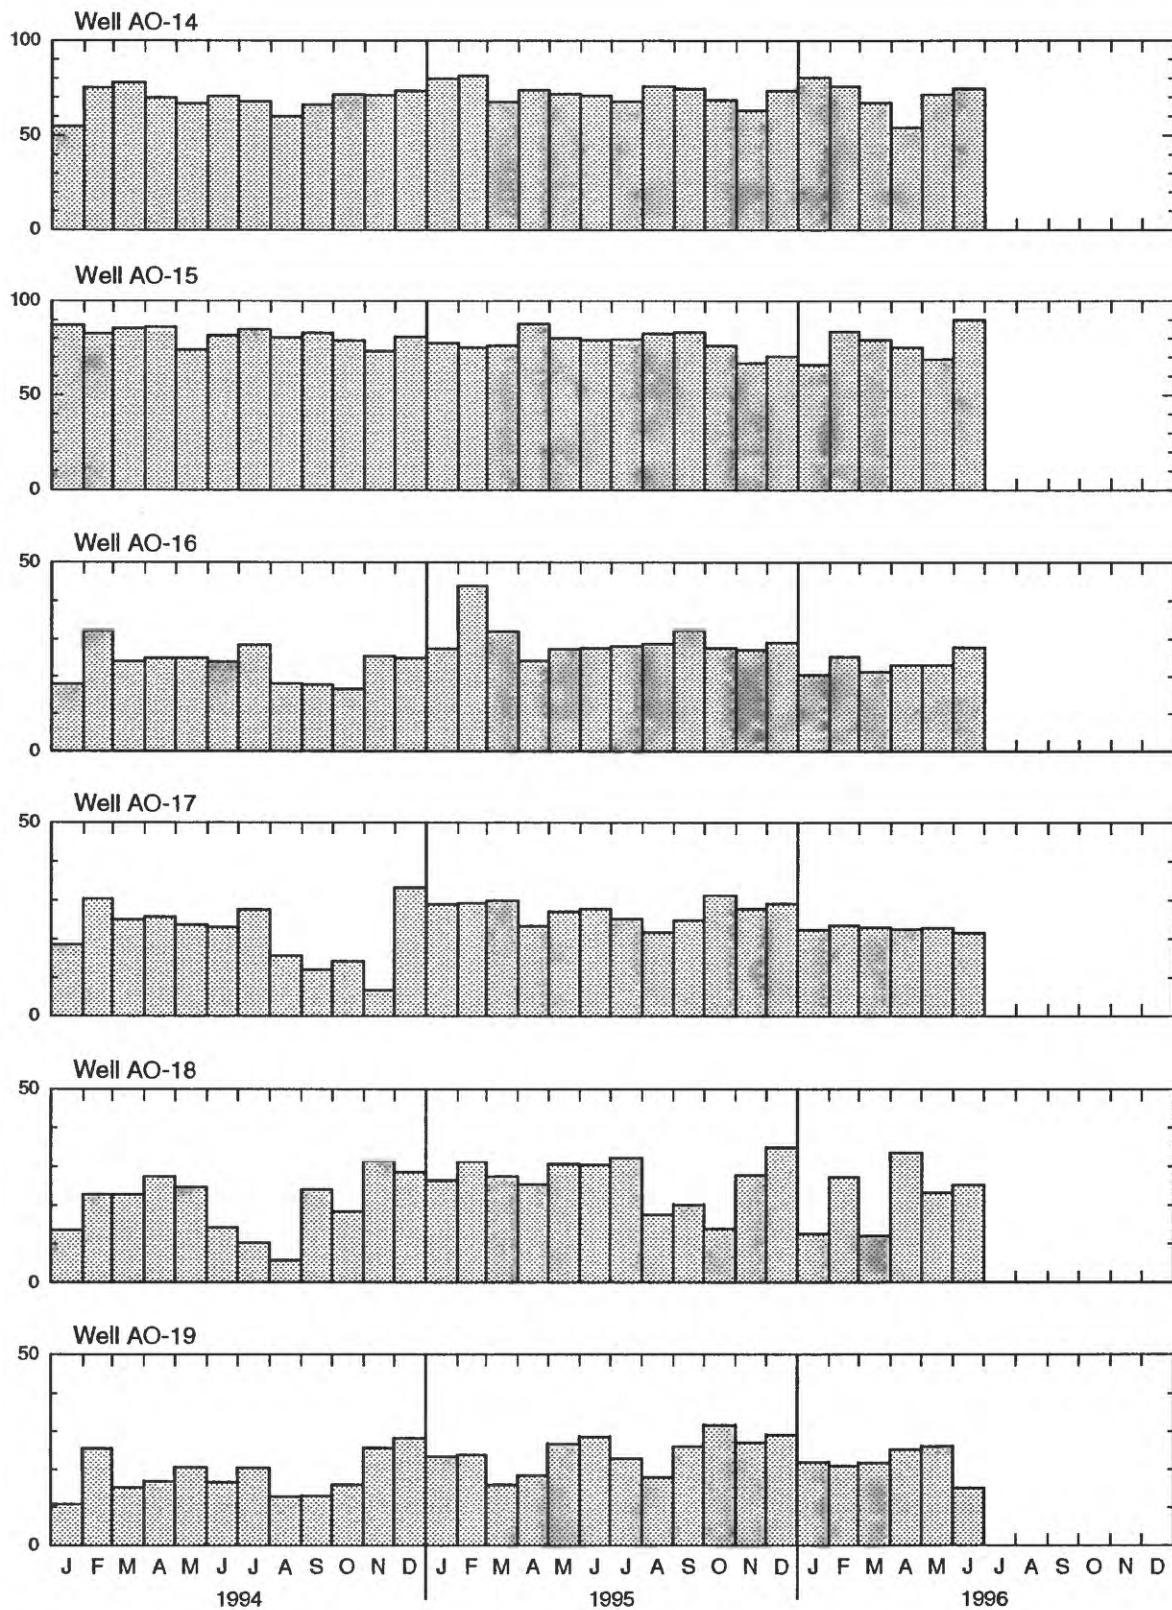 Well AO-14
100
50
0
Well AO-15
100
50
0
Well AO-16
50
0
Well AO-17
50
0
Well AO-18
50
0
Well AO-19
50
0
J F M A M J J A S O N D J F M A M J J A S O N D J F M A M J J A S O N D
1994 1995 1996